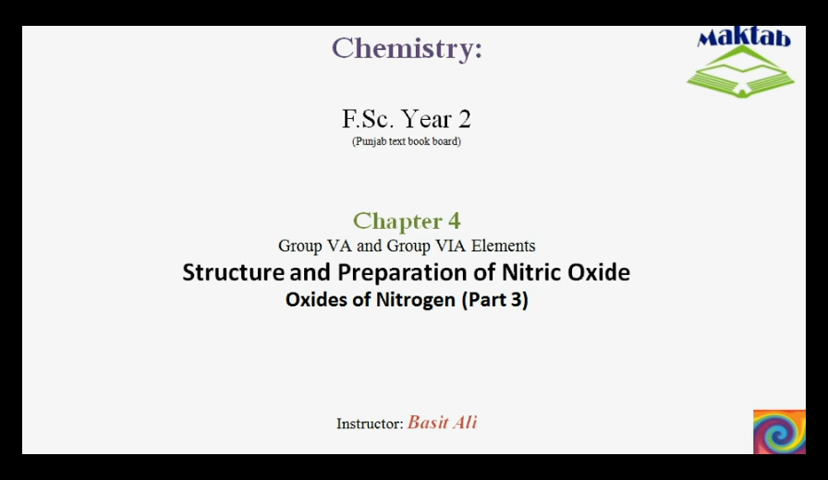 Maktab
Chemistry:
F.Sc. Year 2
(Punjab text book board)
Chapter 4
Group VA and Group VIA Elements
Structure and Preparation of Nitric Oxide
Oxides of Nitrogen (Part 3)
Instructor: Basit Ali